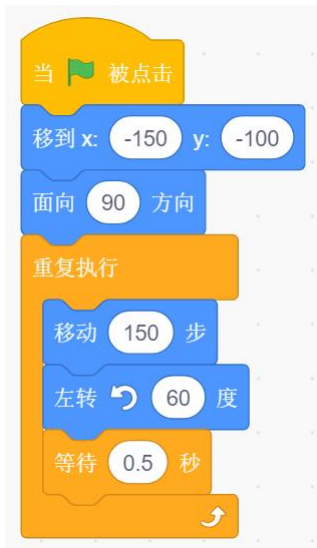 当 被点击
移到 x: -150 y: -100
面向 90 方向
重复执行
移动 150 步
左转 60 度
等待 0.5 秒